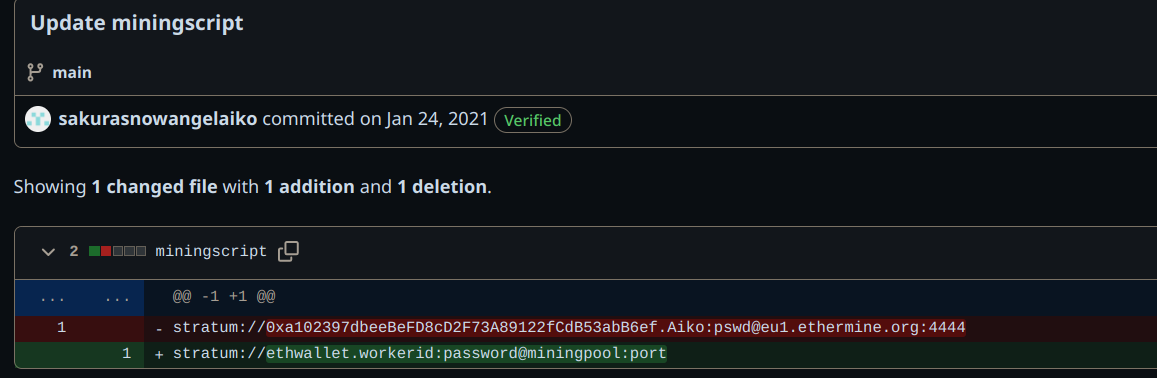 Update miningscript
main
sakurasnowangelaiko committed on Jan 24, 2021 Verified
Showing 1 changed file with 1 addition and 1 deletion.
2 miningscript
... ... @@ -1 +1 @@
1 - stratum://0xa102397dbeeBeFD8cD2F73A89122fCdB53abB6ef.Aiko:pswd@eu1.ethermine.org:4444
1 + stratum://ethwallet.workerid:password@miningpool:port